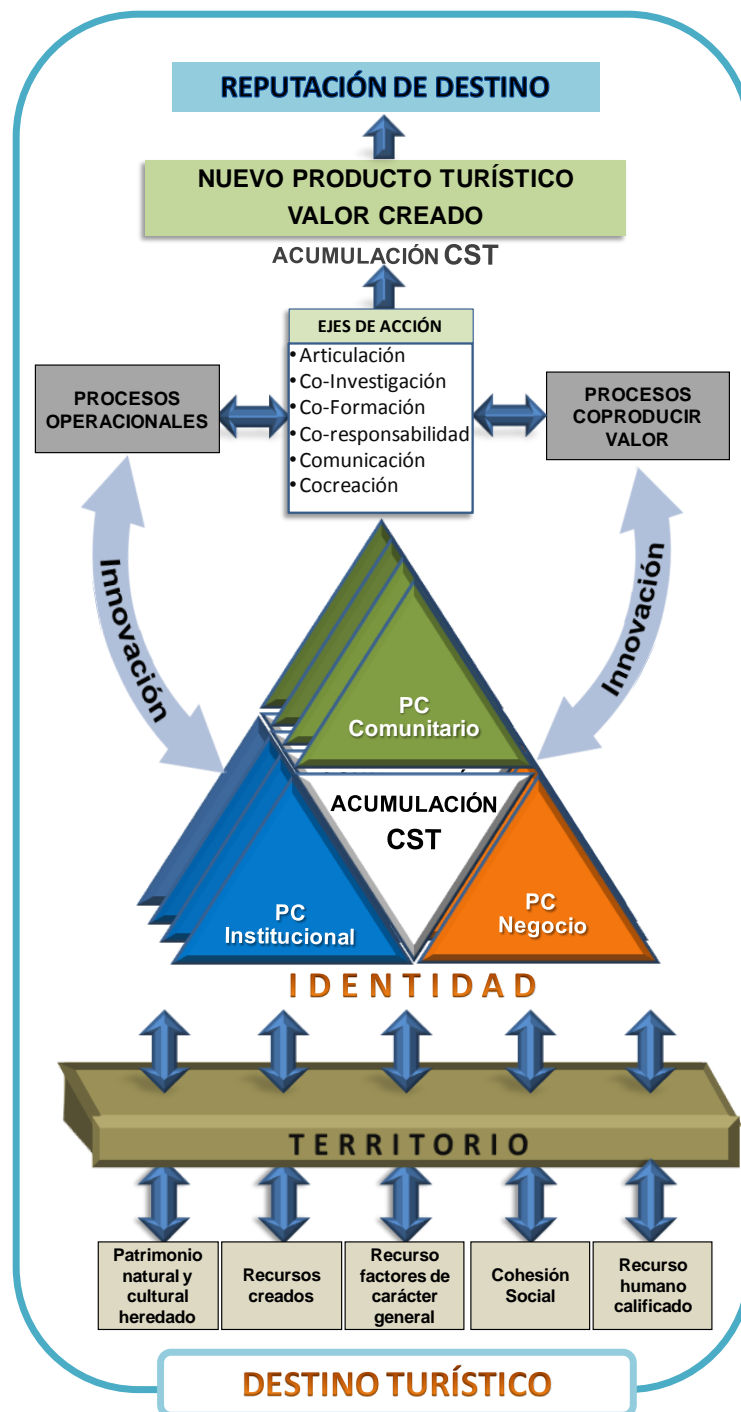 REPUTACIÓN DE DESTINO
NUEVO PRODUCTO TURÍSTICO
VALOR CREADO
ACUMULACIÓN CST
EJES DE ACCIÓN
• Articulación
• Co-Investigación
• Co-Formación
• Co-responsabilidad
• Comunicación
• Cocreación
PROCESOS
OPERACIONALES
PROCESOS
COPRODUCIR
VALOR
Innovación
Innovación
PC
Comunitario
ACUMULACIÓN
CST
PC
Institucional
PC
Negocio
IDENTIDAD
TERRITORIO
Patrimonio
natural y
cultural
heredado
Recursos
creados
Recurso
factores de
carácter
general
Cohesión
Social
Recurso
humano
calificado
DESTINO TURÍSTICO